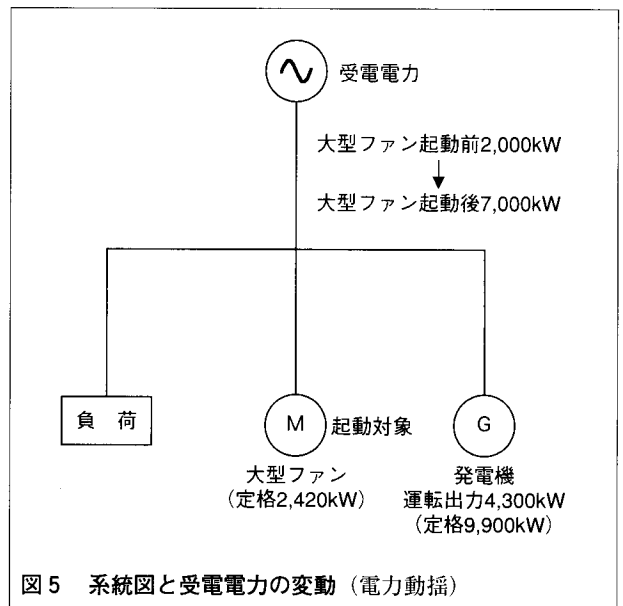 受電電力
大型ファン起動前2,000kW
大型ファン起動後7,000kW
負 荷
M
起動対象
G
大型ファン
(定格2,420kW)
発電機
運転出力4,300kW
(定格9,900kW)
図5 系統図と受電電力の変動(電力動揺)